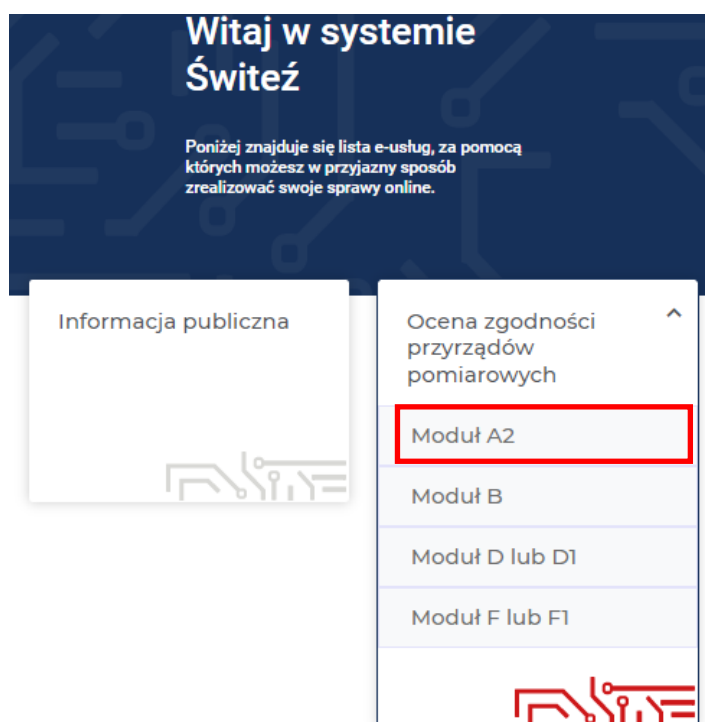 Witaj w systemie
Świteź
Poniżej znajduje się lista e-usług, za pomocą
których możesz w przyjazny sposób
zrealizować swoje sprawy online.
Informacja publiczna
Ocena zgodności
przyrządów
pomiarowych
Moduł A2
Moduł B
Moduł D lub D1
Moduł F lub F1